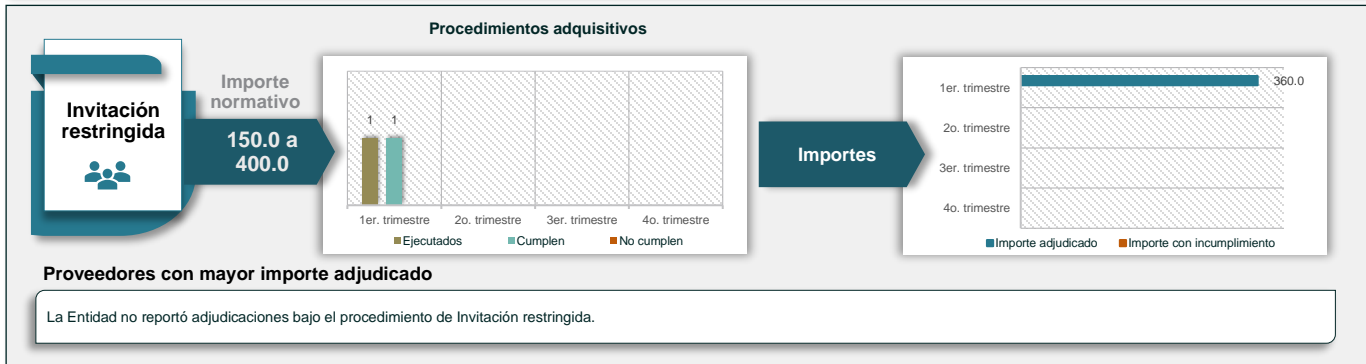 Procedimientos adquisitivos
Invitación
restringida
Importe
normativo
150.0 a
400.0
1 1
1er. trimestre 2o. trimestre 3er. trimestre 4o. trimestre
Ejecutados Cumplen No cumplen
Importes
1er. trimestre 360.0
2o. trimestre
3er. trimestre
4o. trimestre
Importe adjudicado Importe con incumplimiento
Proveedores con mayor importe adjudicado
La Entidad no reportó adjudicaciones bajo el procedimiento de Invitación restringida.